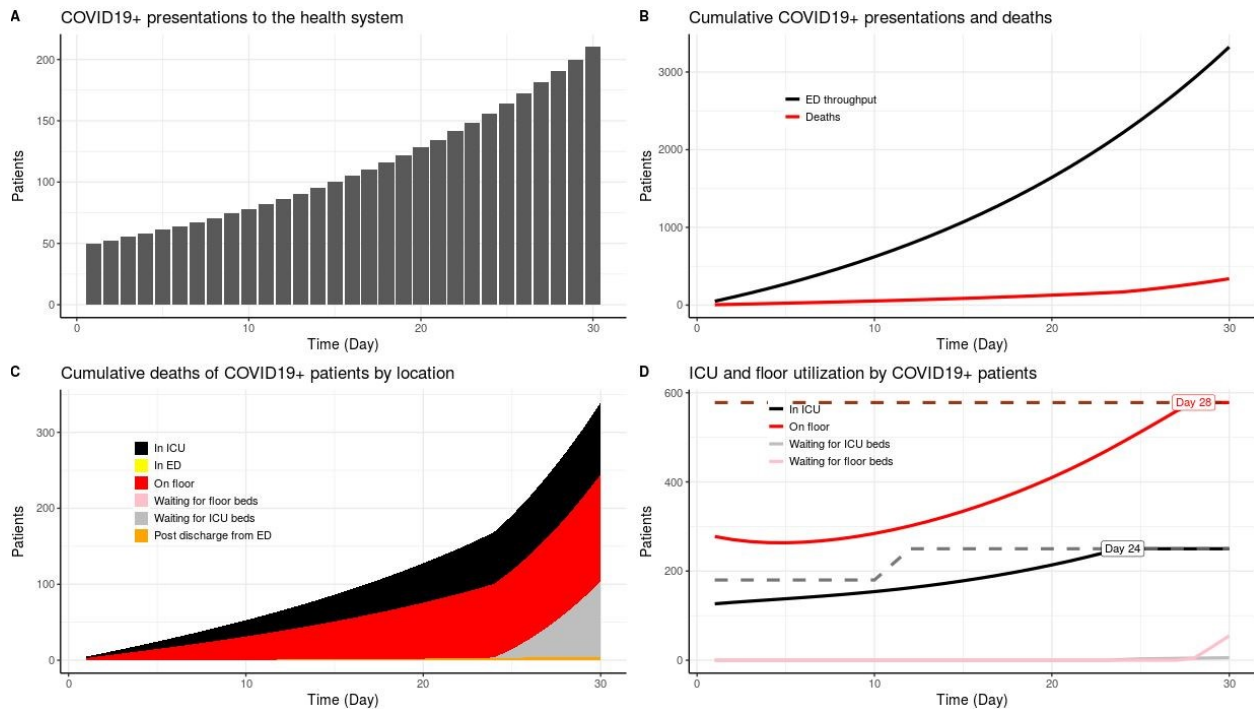 A COVID19+ presentations to the health system
Patients
200
150
100
50
0
0 10 20 30
Time (Day)
B Cumulative COVID19+ presentations and deaths
Patients
3000
2000
1000
0
ED throughput
Deaths
0 10 20 30
Time (Day)
C Cumulative deaths of COVID19+ patients by location
Patients
300
200
100
0
In ICU
In ED
On floor
Waiting for floor beds
Waiting for ICU beds
Post discharge from ED
0 10 20 30
Time (Day)
D ICU and floor utilization by COVID19+ patients
Patients
600
400
200
0
In ICU
On floor
Waiting for ICU beds
Waiting for floor beds
Day 28
Day 24
0 10 20 30
Time (Day)